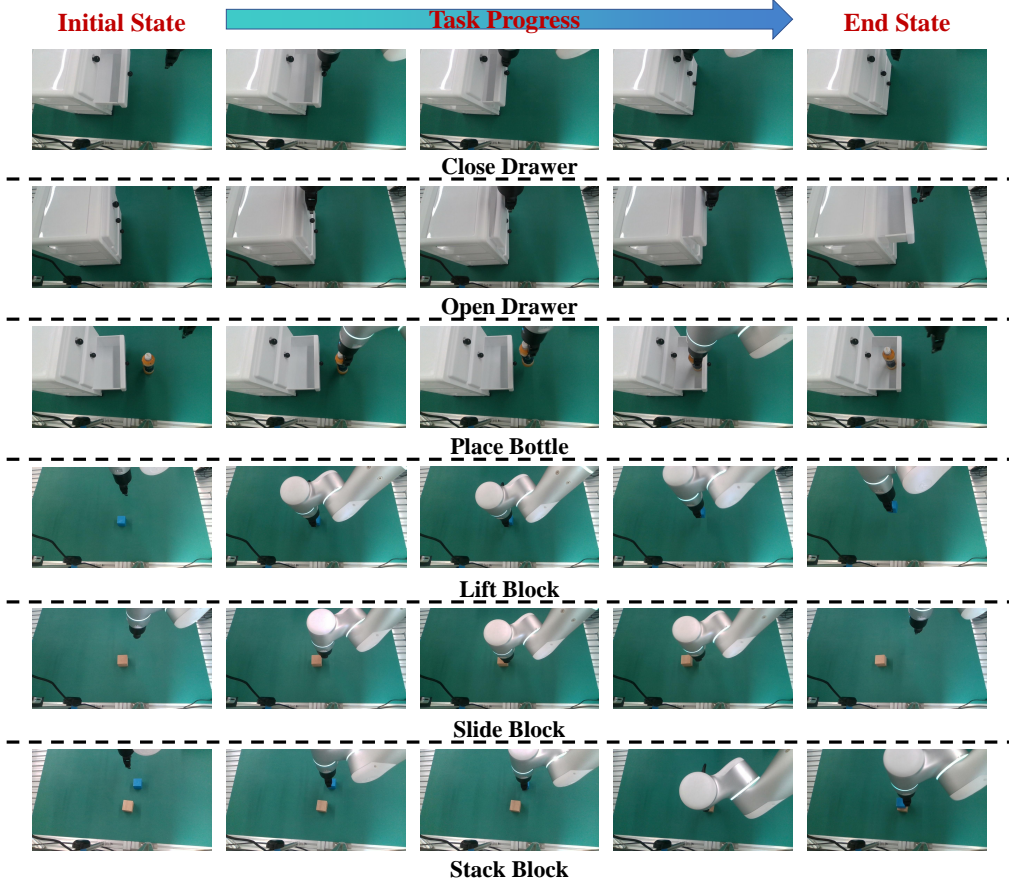 Initial State
Task Progress
End State
Close Drawer
Open Drawer
Place Bottle
Lift Block
Slide Block
Stack Block